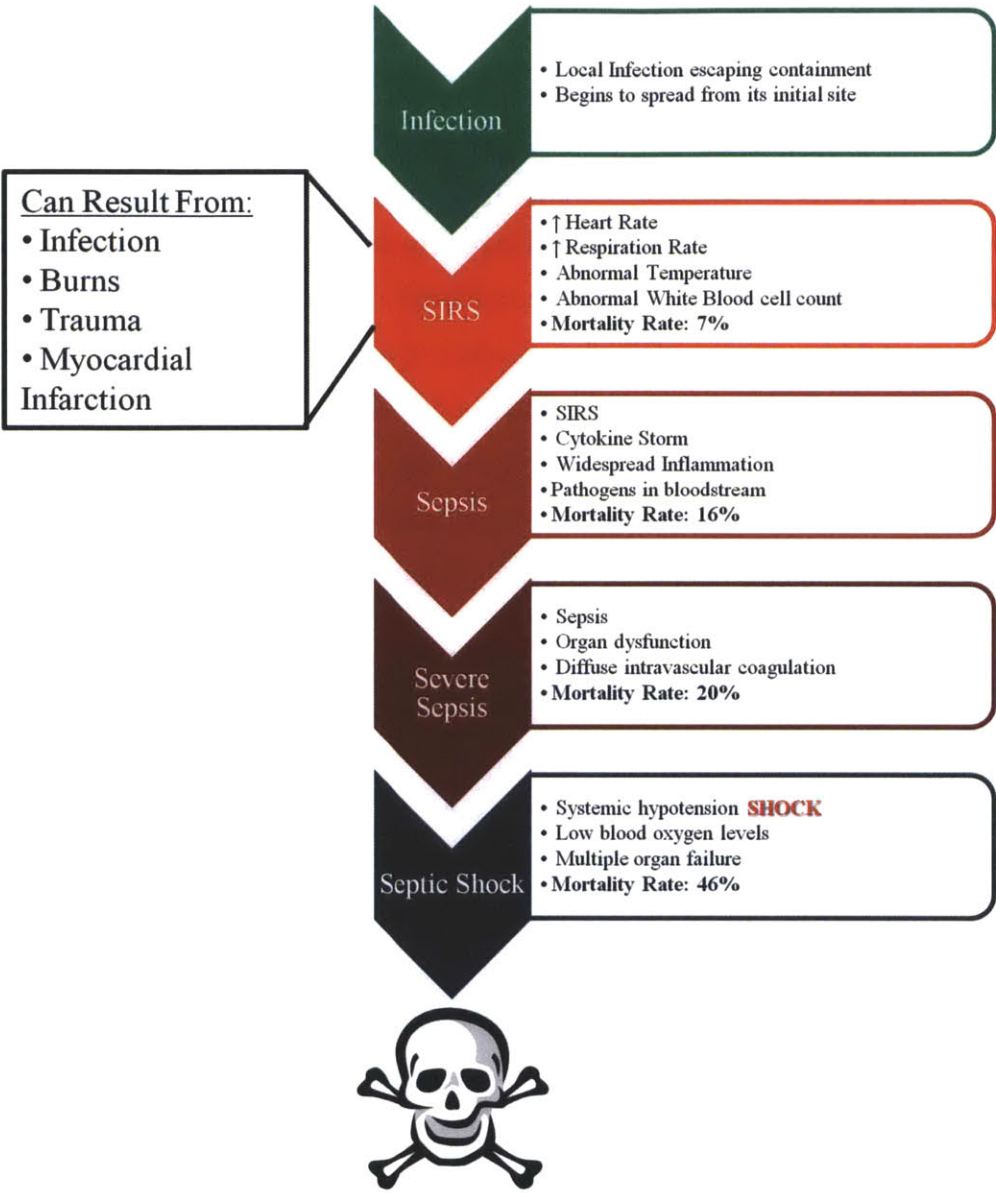 Infection
• Local Infection escaping containment
• Begins to spread from its initial site
Can Result From:
• Infection
• Burns
• Trauma
• Myocardial
Infarction
SIRS
• ↑ Heart Rate
• ↑ Respiration Rate
• Abnormal Temperature
• Abnormal White Blood cell count
• Mortality Rate: 7%
Sepsis
• SIRS
• Cytokine Storm
• Widespread Inflammation
• Pathogens in bloodstream
• Mortality Rate: 16%
Severe
Sepsis
• Sepsis
• Organ dysfunction
• Diffuse intravascular coagulation
• Mortality Rate: 20%
Septic Shock
• Systemic hypotension SHOCK
• Low blood oxygen levels
• Multiple organ failure
• Mortality Rate: 46%